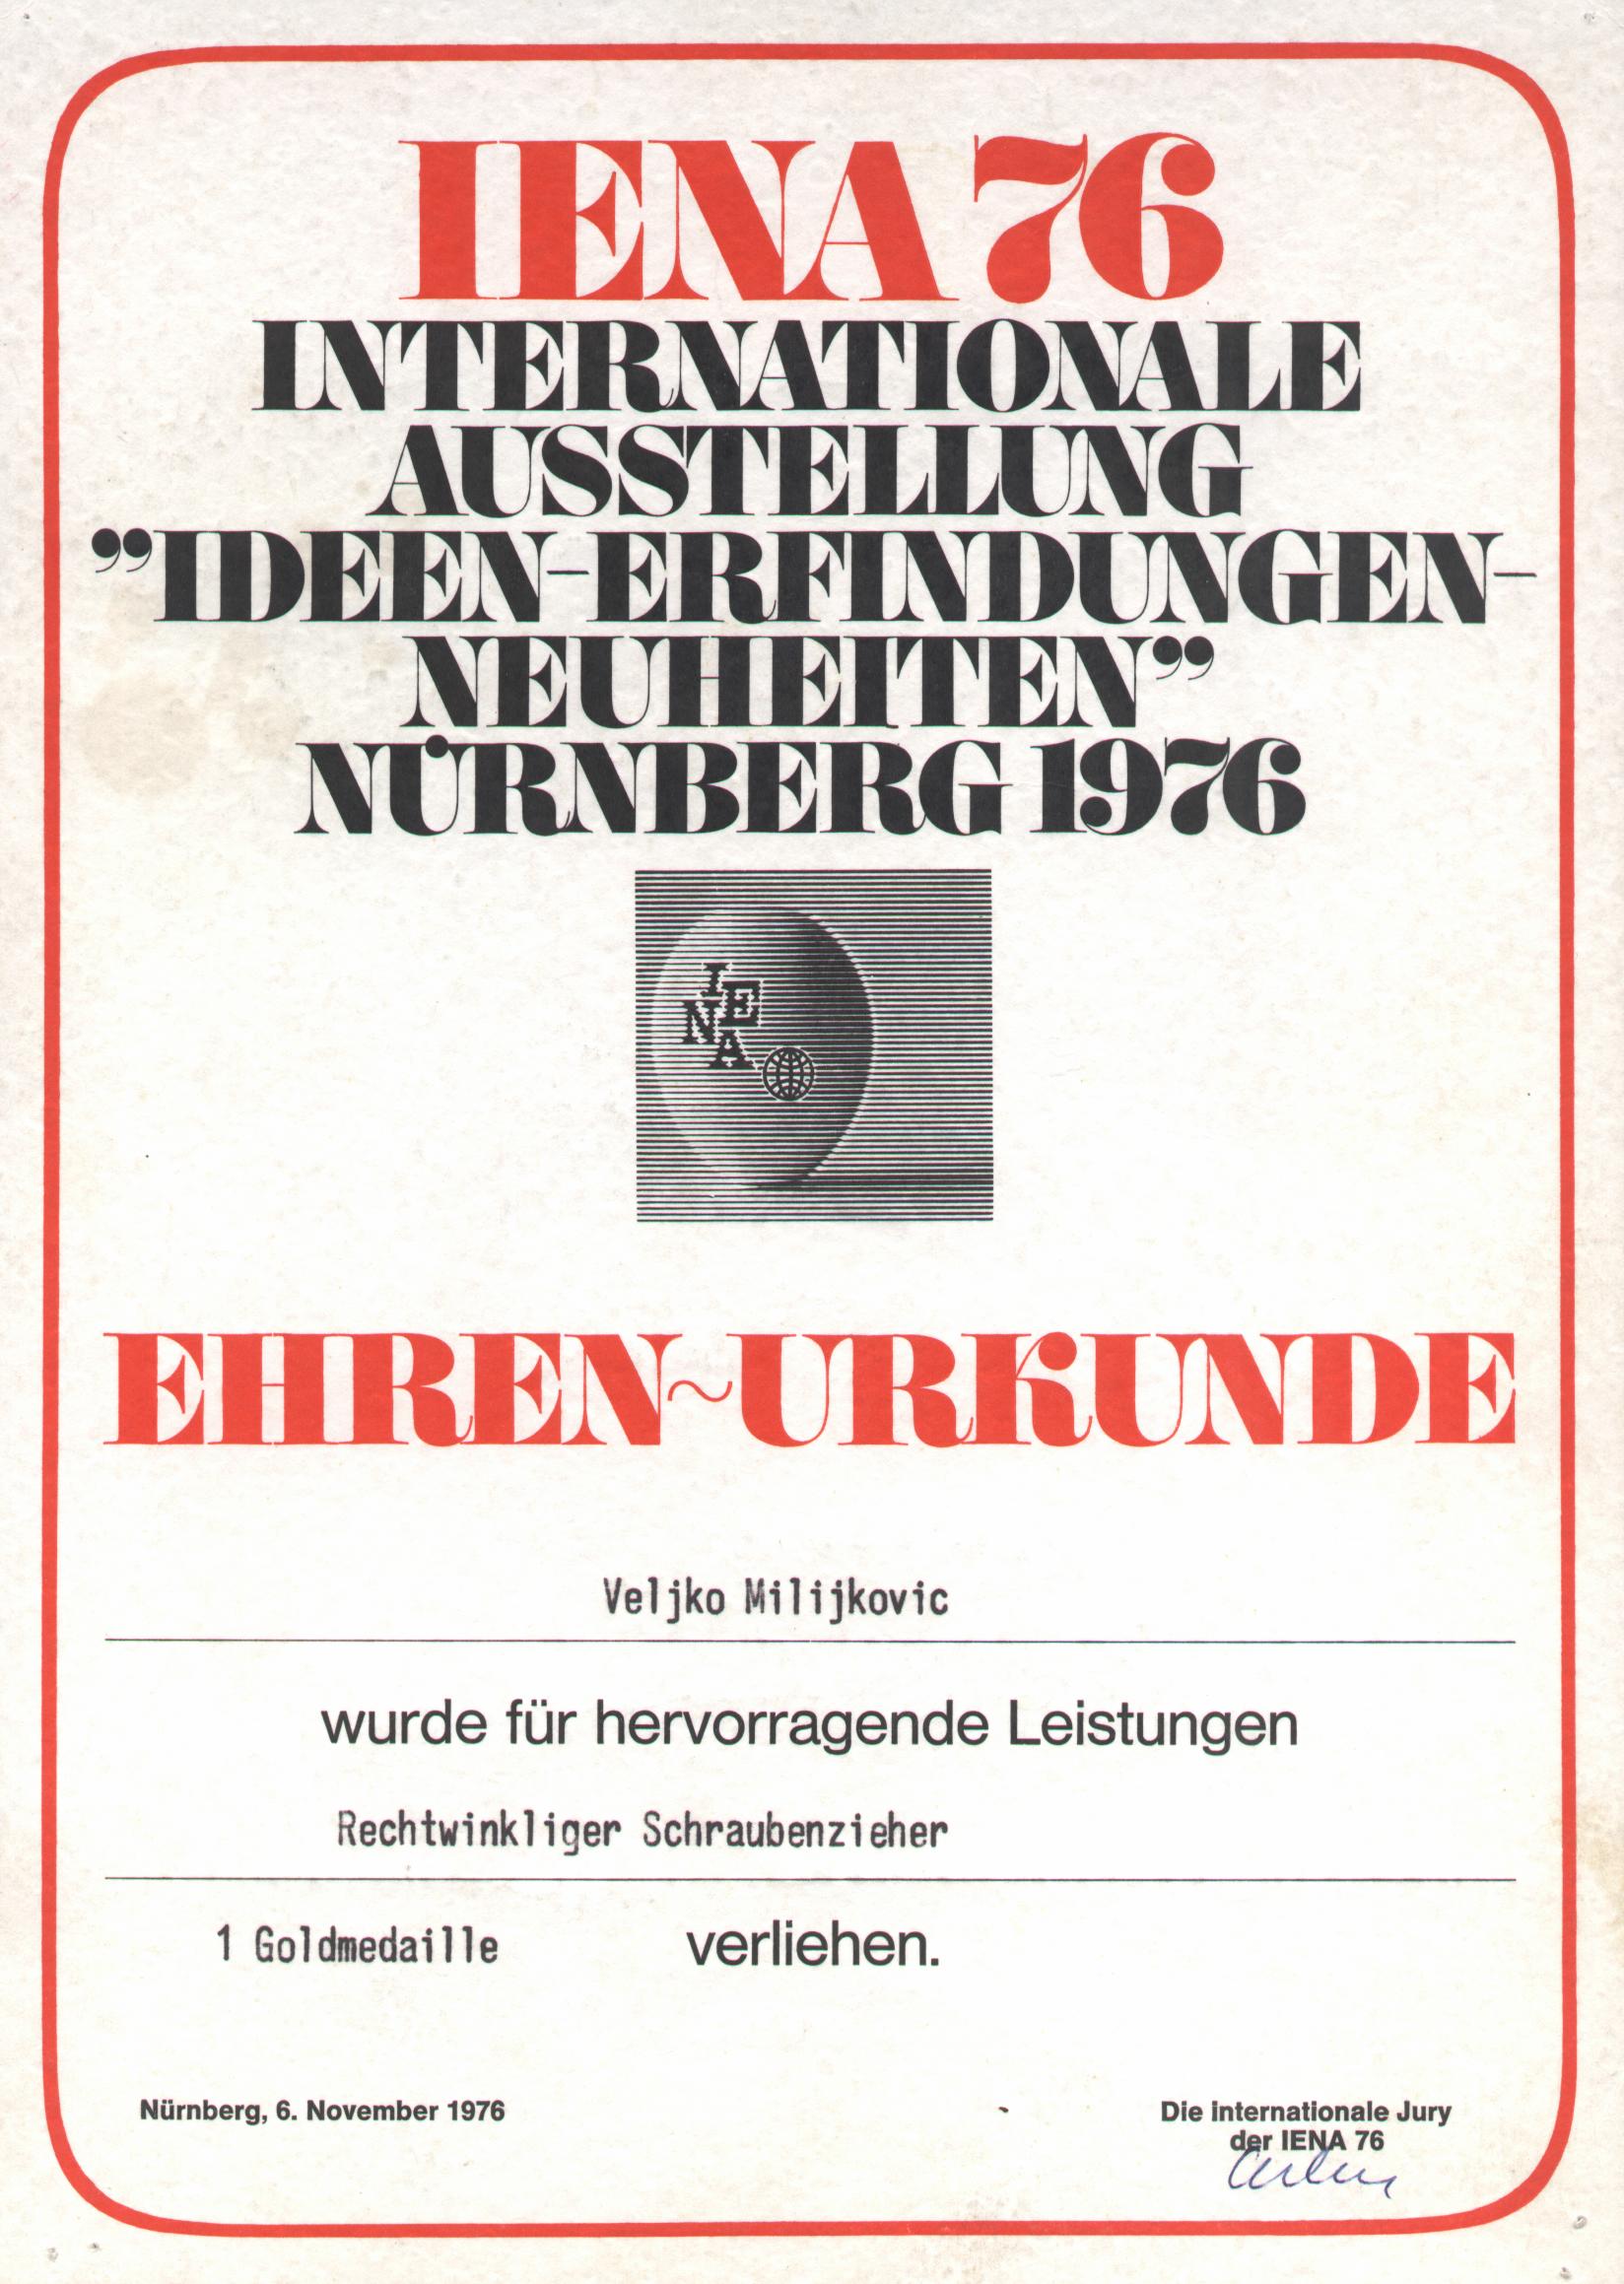 IENA 76
INTERNATIONALE
AUSSTELLUNG
”IDEEN-ERFINDUNGEN-
NEUHEITEN”
NÜRNBERG 1976
I
E
N
A
EHREN~URKUNDE
Veljko Milijkovic
wurde für hervorragende Leistungen
Rechtwinkliger Schraubenzieher
1 Goldmedaille verliehen.
Nürnberg, 6. November 1976
Die internationale Jury
der IENA 76